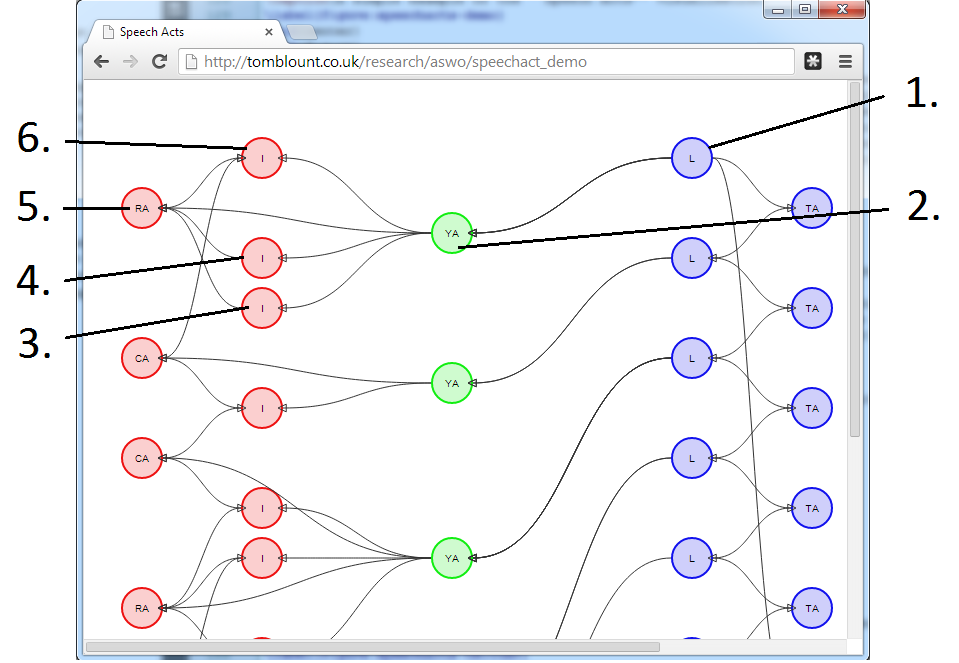 Speech Acts
http://tomblount.co.uk/research/aswo/speechact_demo
1.
6.
I L
5. RA TA 2.
YA
I L
4.
I TA
3.
CA L
YA
I TA
CA L
I TA
I YA L
RA TA